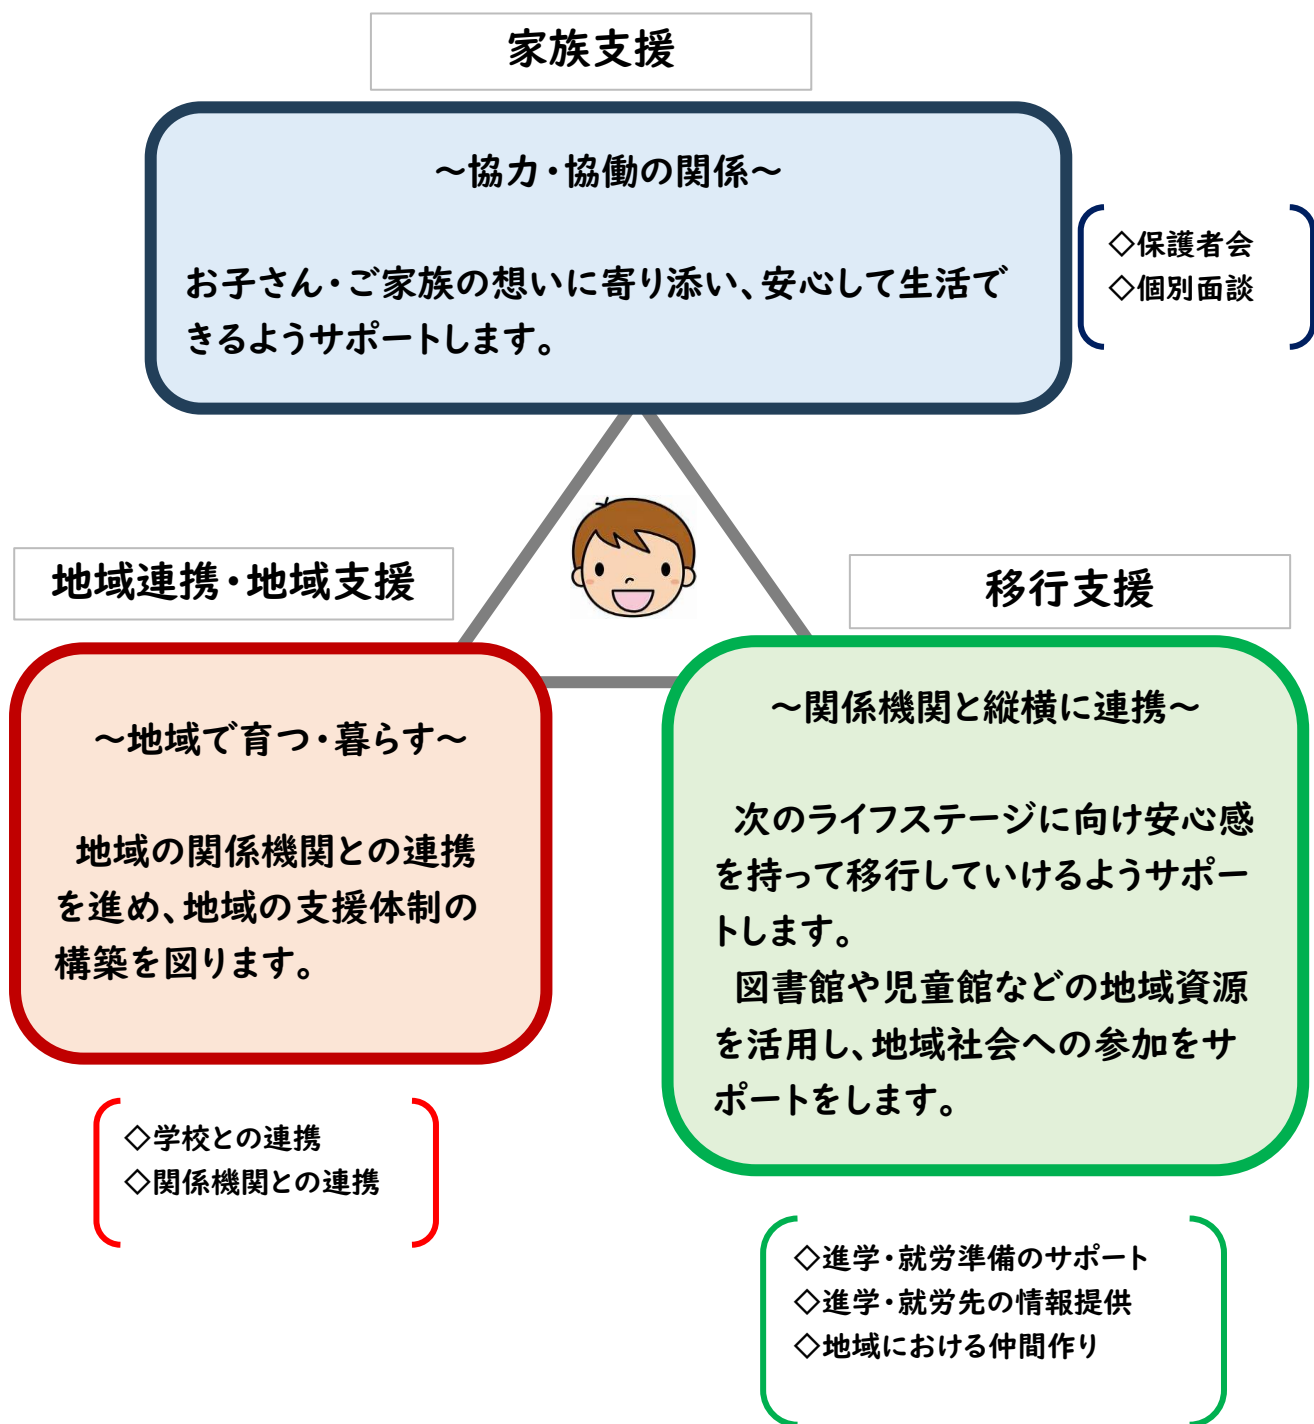 家族支援
～協力・協働の関係～
お子さん・ご家族の想いに寄り添い、安心して生活で
きるようサポートします。
◇保護者会
◇個別面談
地域連携・地域支援
～地域で育つ・暮らす～
地域の関係機関との連携
を進め、地域の支援体制の
構築を図ります。
◇学校との連携
◇関係機関との連携
移行支援
～関係機関と縦横に連携～
次のライフステージに向け安心感
を持って移行していけるようサポー
トします。
図書館や児童館などの地域資源
を活用し、地域社会への参加をサ
ポートをします。
◇進学・就労準備のサポート
◇進学・就労先の情報提供
◇地域における仲間作り